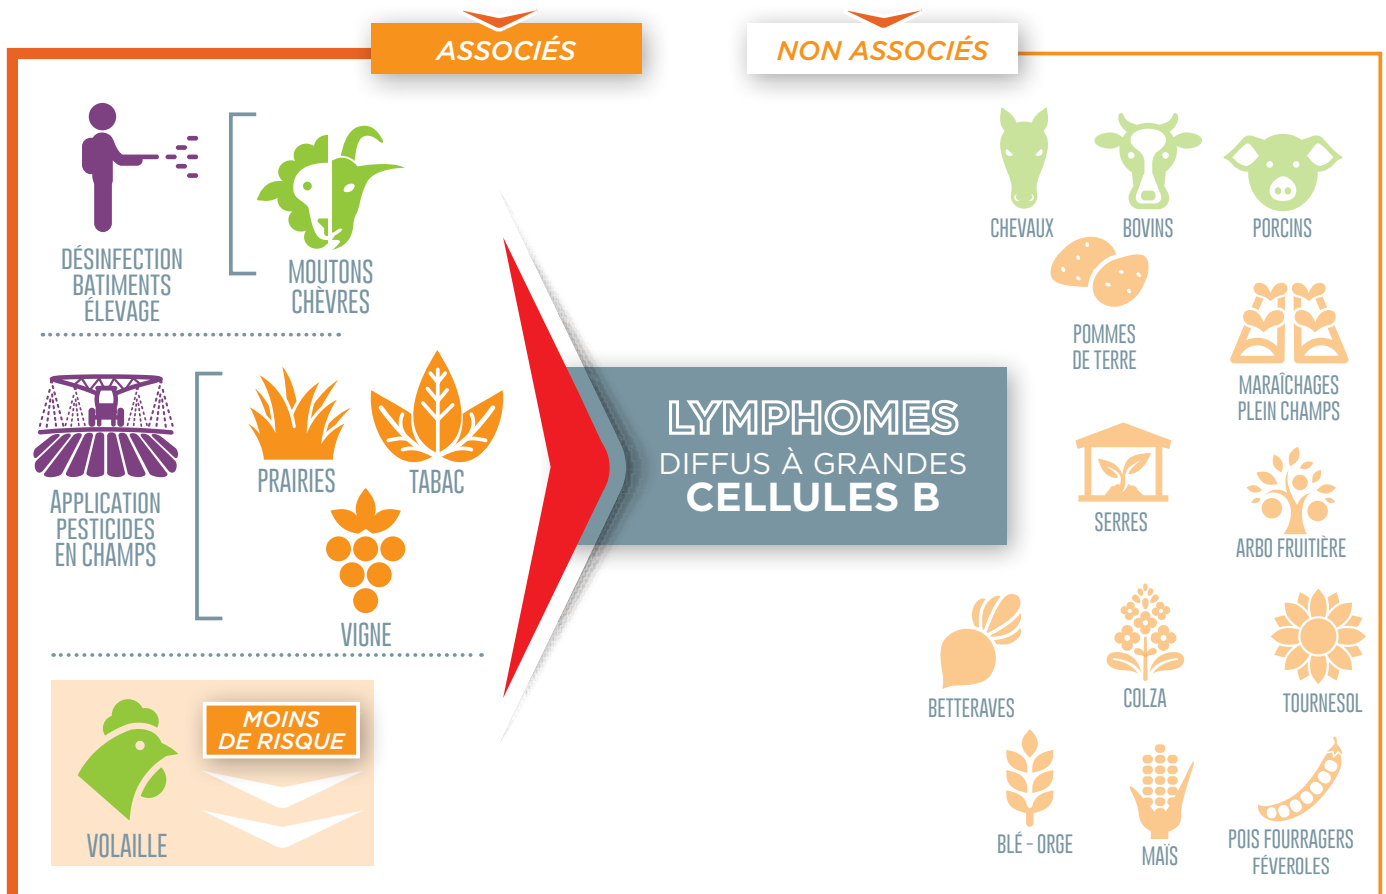 ASSOCIÉS
NON ASSOCIÉS
DÉSINFECTION
BATIMENTS
ÉLEVAGE
MOUTONS
CHÈVRES
APPLICATION
PESTICIDES
EN CHAMPS
PRAIRIES
TABAC
VIGNE
MOINS
DE RISQUE
VOLAILLE
LYMPHOMES
DIFFUS À GRANDES
CELLULES B
CHEVAUX
BOVINS
PORCINS
POMMES
DE TERRE
MARAÎCHAGES
PLEIN CHAMPS
SERRES
ARBO FRUITIÈRE
BETTERAVES
COLZA
TOURNESOL
BLÉ - ORGE
MAÏS
POIS FOURRAGERS
FÉVEROLES